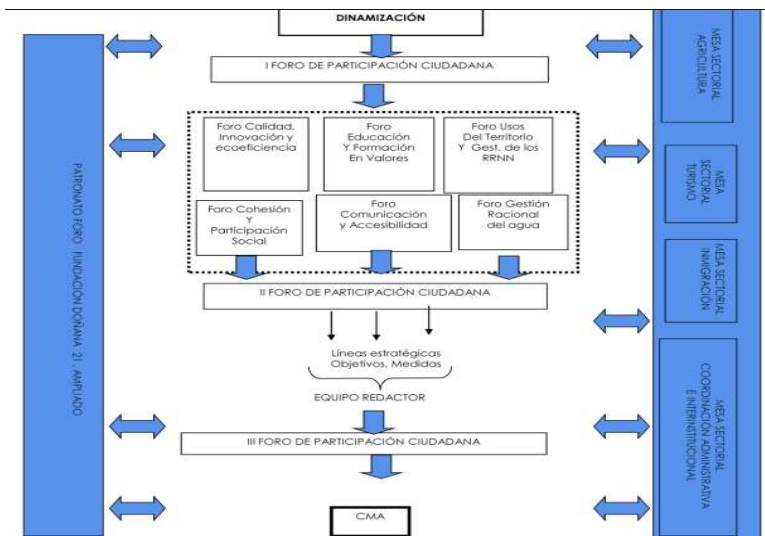 DINAMIZACIÓN
I FORO DE PARTICIPACIÓN CIUDADANA
Foro Calidad,
Innovación y
ecoeficiencia
Foro
Educación
Y Formación
En Valores
Foro Usos
Del Territorio
Y Gest. de los
RRNN
Foro Cohesión
Y
Participación
Social
Foro
Comunicación
y Accesibilidad
Foro Gestión
Racional
del agua
II FORO DE PARTICIPACIÓN CIUDADANA
Líneas estratégicas
Objetivos, Medidas
EQUIPO REDACTOR
III FORO DE PARTICIPACIÓN CIUDADANA
CMA
PATRONATO FORO FUNDACIÓN DOÑANA 21, AMPLIADO
MESA SECTORIAL
AGRICULTURA
MESA
SECTORIAL
TURISMO
MESA SECTORIAL
INMIGRACIÓN
MESA SECTORIAL
COORDINACIÓN ADMINISTRATIVA
E INTERINSTITUCIONAL